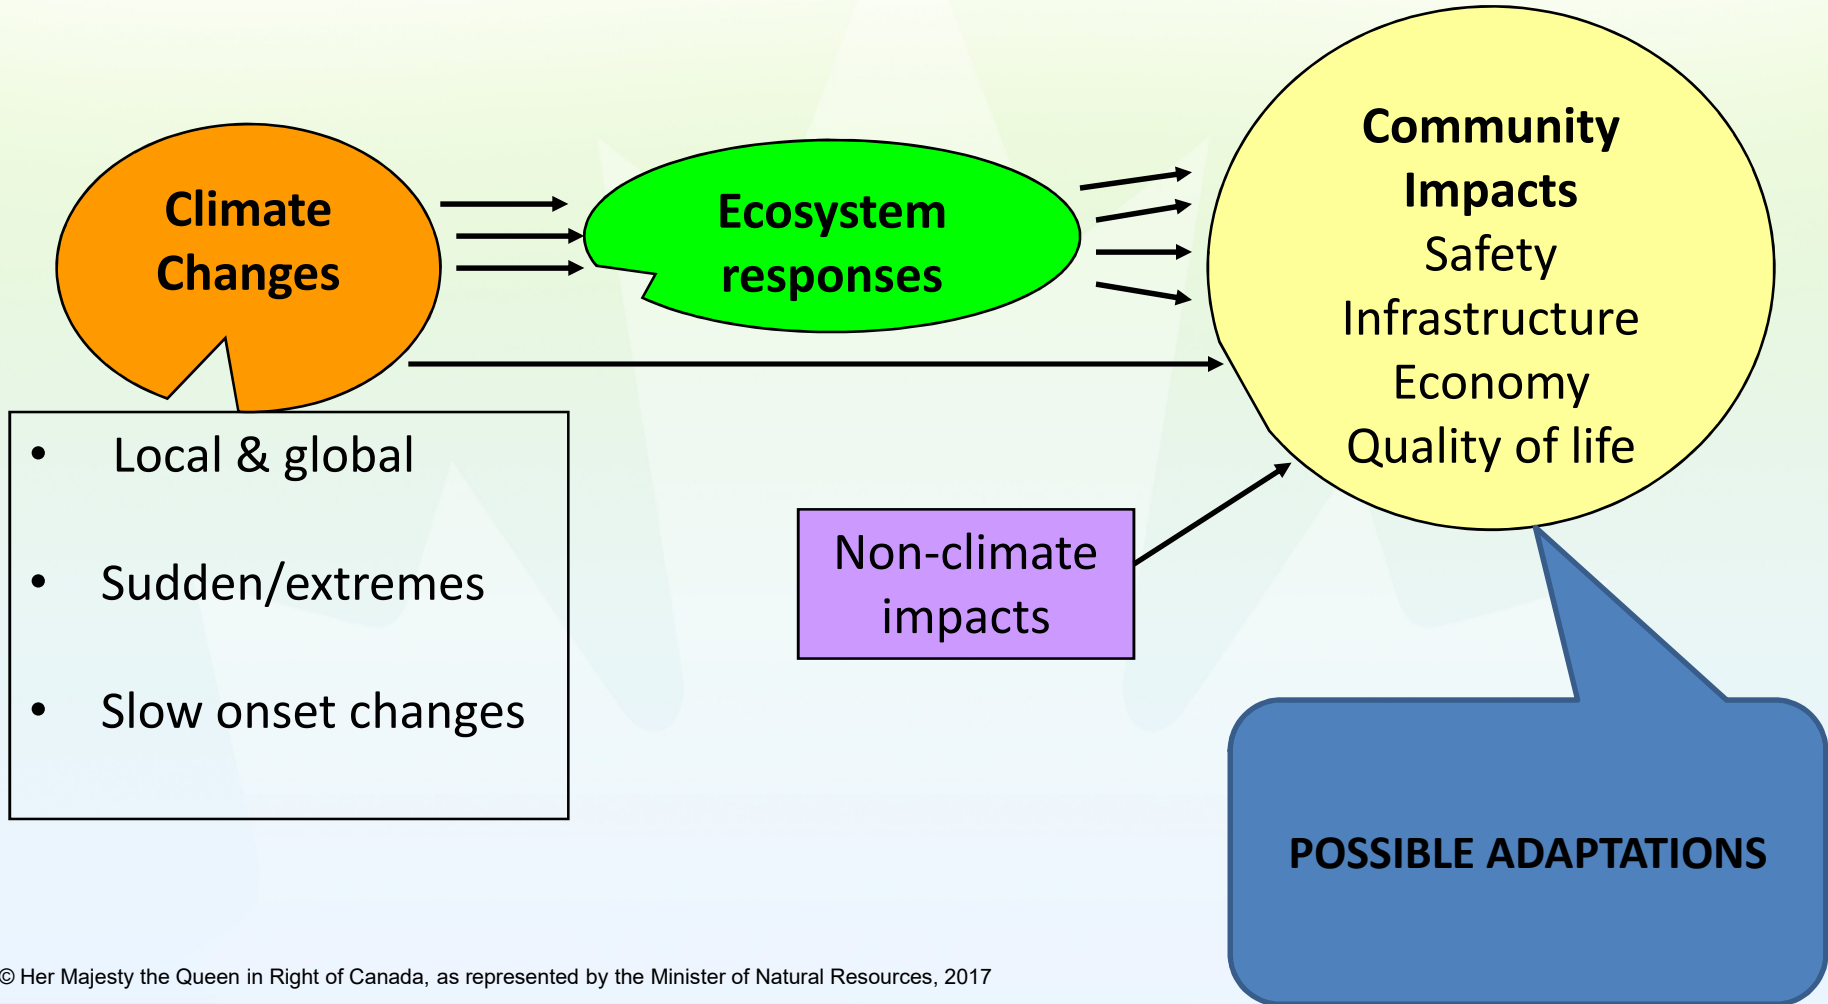 Climate
Changes
Ecosystem
responses
Community
Impacts
Safety
Infrastructure
Economy
Quality of life
• Local & global
• Sudden/extremes
• Slow onset changes
Non-climate
impacts
POSSIBLE ADAPTATIONS
© Her Majesty the Queen in Right of Canada, as represented by the Minister of Natural Resources, 2017